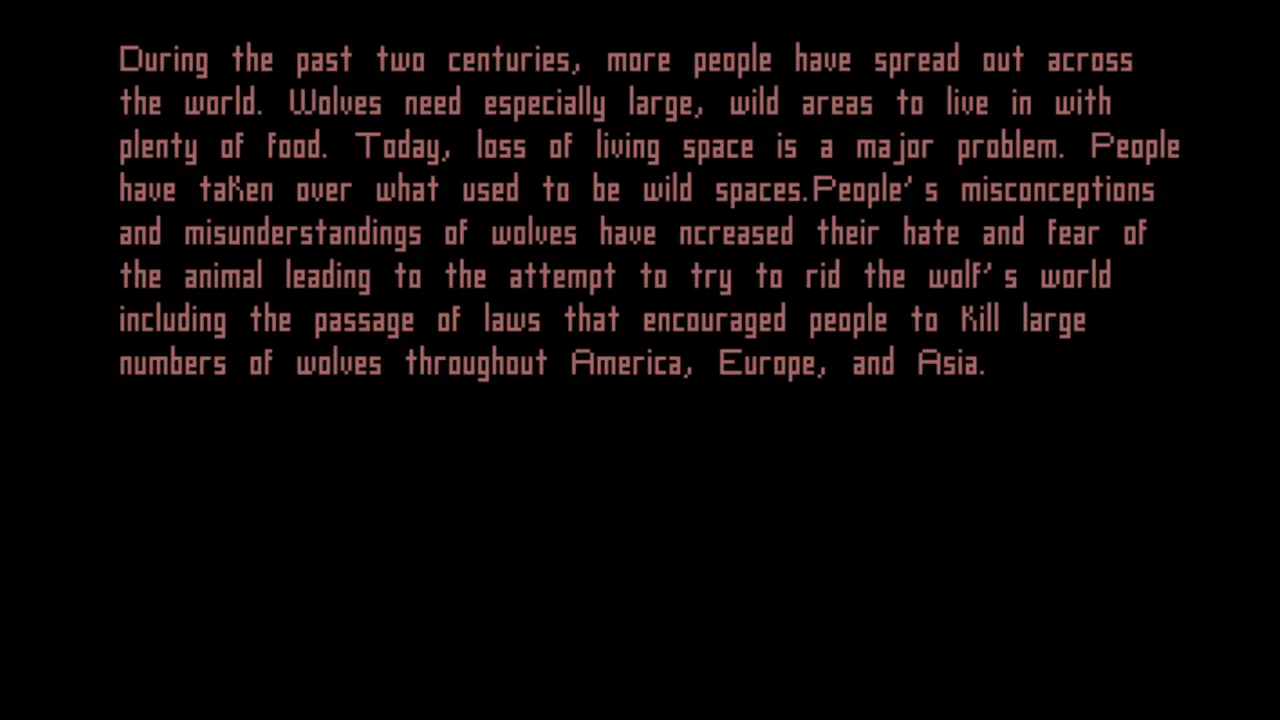 During the past two centuries, more people have spread out across
the world. Wolves need especially large, wild areas to live in with
plenty of food. Today, loss of living space is a major problem. People
have taken over what used to be wild spaces.People's misconceptions
and misunderstandings of wolves have ncreased their hate and fear of
the animal leading to the attempt to try to rid the wolf's world
including the passage of laws that encouraged people to kill large
numbers of wolves throughout America, Europe, and Asia.